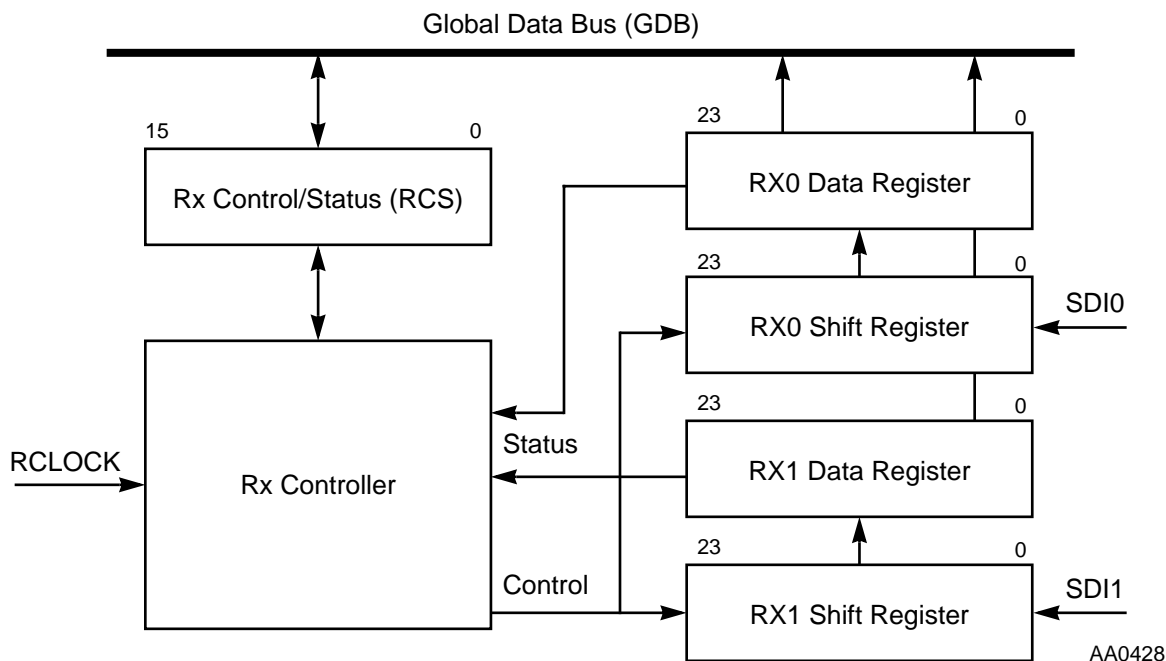 Global Data Bus (GDB)
15 0
Rx Control/Status (RCS)
23 0
RX0 Data Register
23 0
RX0 Shift Register
SDI0
RCLOCK
Rx Controller
Status
23 0
RX1 Data Register
Control
23 0
RX1 Shift Register
SDI1
AA0428